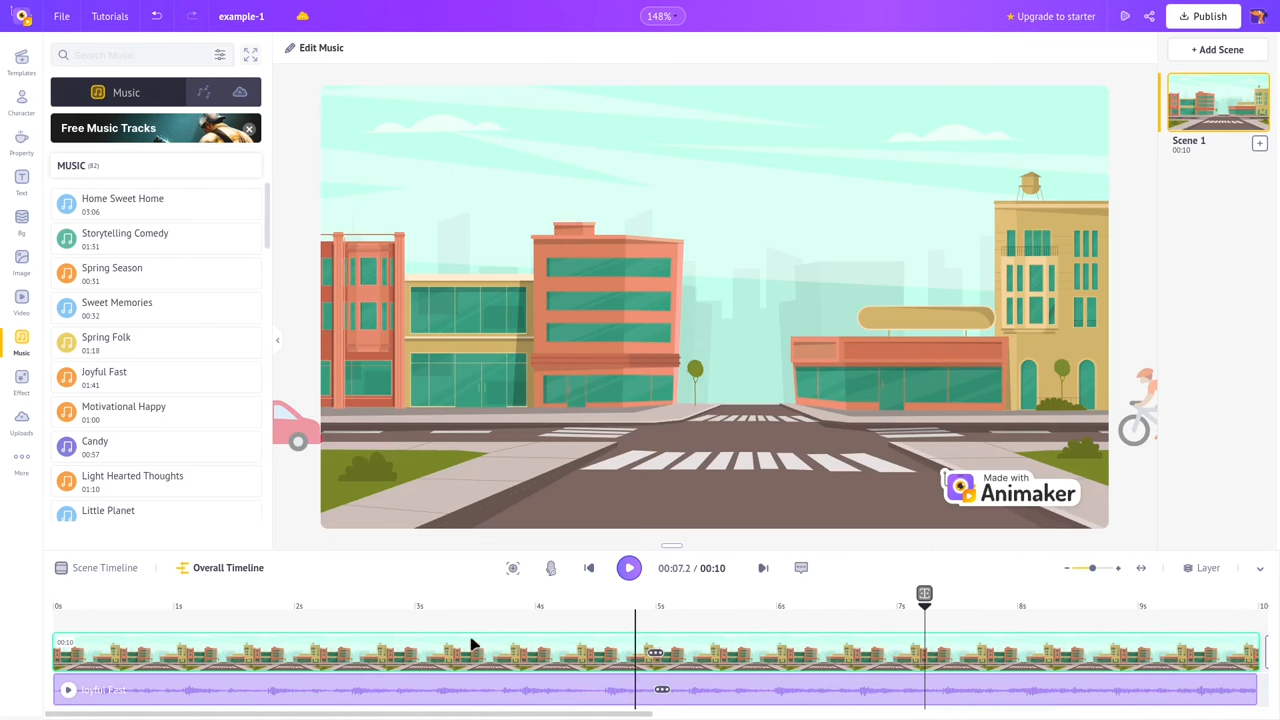 File
Tutorials
example-1
148%
Upgrade to starter
Publish
Templates
Character
Property
Text
Bg
Image
Video
Music
Effect
Uploads
More
Search Music
Music
Free Music Tracks
MUSIC (82)
Home Sweet Home
03:06
Storytelling Comedy
01:31
Spring Season
00:31
Sweet Memories
00:32
Spring Folk
01:18
Joyful Fast
01:41
Motivational Happy
01:00
Candy
00:57
Light Hearted Thoughts
01:10
Little Planet
Edit Music
Made with
Animaker
+ Add Scene
Scene 1
00:10
Scene Timeline
Overall Timeline
00:07.2 / 00:10
Layer
0s 1s 2s 3s 4s 5s 6s 7s 8s 9s 10
00:10
Joyful Fast